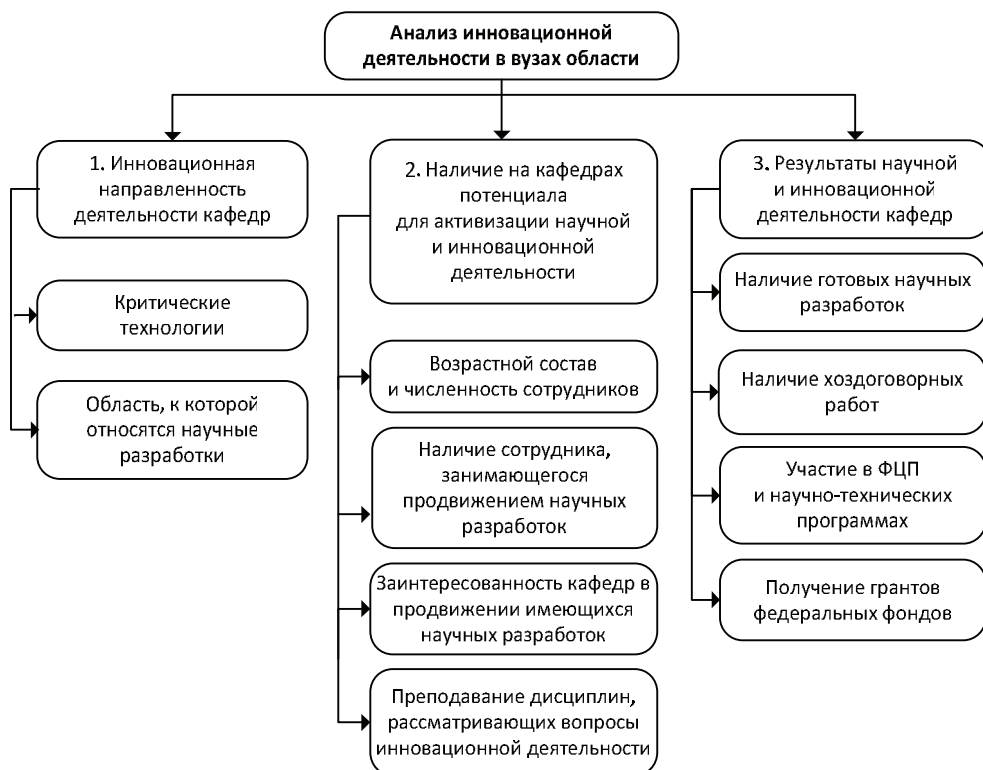 Анализ инновационной
деятельности в вузах области
1. Инновационная
направленность
деятельности кафедр
Критические
технологии
Область, к которой
относятся научные
разработки
2. Наличие на кафедрах
потенциала
для активизации научной
и инновационной
деятельности
Возрастной состав
и численность сотрудников
Наличие сотрудника,
занимающегося
продвижением научных
разработок
Заинтересованность кафедр в
продвижении имеющихся
научных разработок
Преподавание дисциплин,
рассматривающих вопросы
инновационной деятельности
3. Результаты научной
и инновационной
деятельности кафедр
Наличие готовых научных
разработок
Наличие хоздоговорных
работ
Участие в ФЦП
и научно-технических
программах
Получение грантов
федеральных фондов